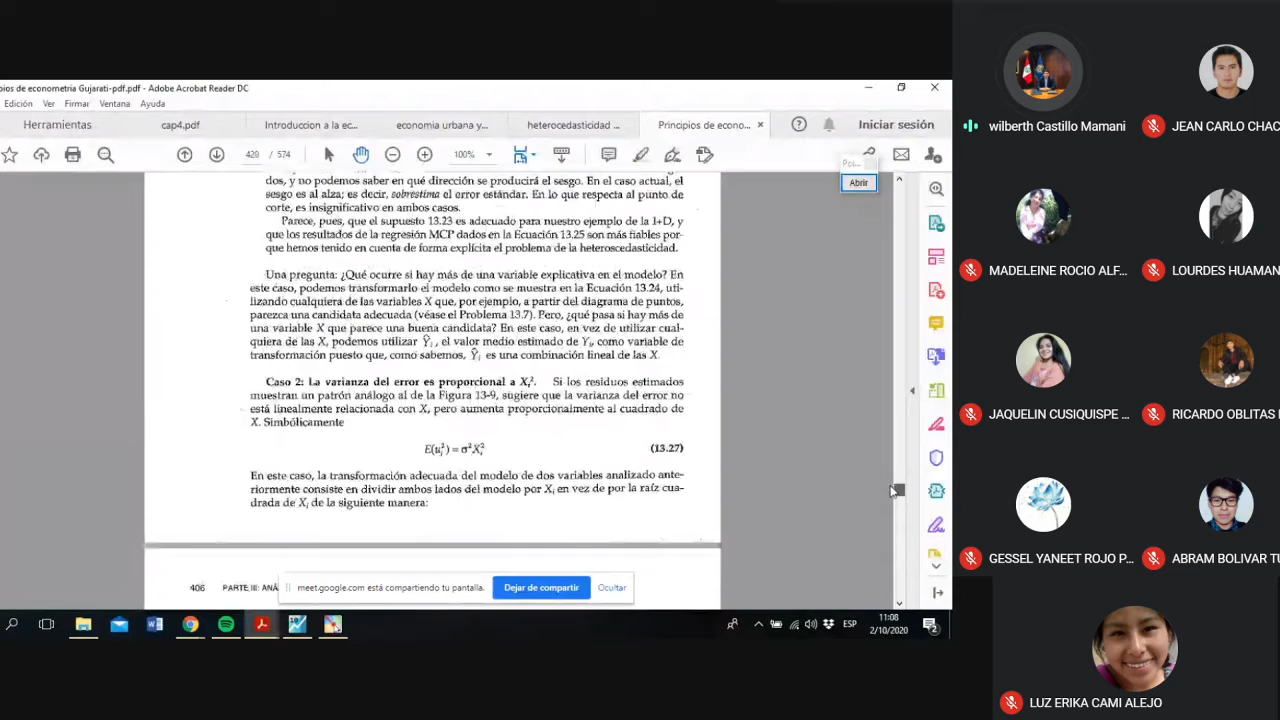 pios de econometría Gujarati-pdf.pdf - Adobe Acrobat Reader DC
Edición Ver Firmar Ventana Ayuda
Herramientas cap4.pdf Introduccion a la ec... economia urbana y... heterocedasticidad ... Principios de econo... × Iniciar sesión
420 / 574 100%
Abrir
dos, y no podemos saber en qué dirección se producirá el sesgo. En el caso actual, el
sesgo es al alza; es decir, sobrestima el error estándar. En lo que respecta al punto de
corte, es insignificativo en ambos casos.
Parece, pues, que el supuesto 13.23 es adecuado para nuestro ejemplo de la I+D, y
que los resultados de la regresión MCP dados en la Ecuación 13.25 son más fiables por-
que hemos tenido en cuenta de forma explícita el problema de la heteroscedasticidad.
Una pregunta: ¿Qué ocurre si hay más de una variable explicativa en el modelo? En
este caso, podemos transformarlo el modelo como se muestra en la Ecuación 13.24, uti-
lizando cualquiera de las variables X que, por ejemplo, a partir del diagrama de puntos,
parezca una candidata adecuada (véase el Problema 13.7). Pero, ¿qué pasa si hay más de
una variable X que parece una buena candidata? En este caso, en vez de utilizar cual-
quiera de las X, podemos utilizar Ŷi, el valor medio estimado de Yi, como variable de
transformación puesto que, como sabemos, Ŷi es una combinación lineal de las X.
Caso 2: La varianza del error es proporcional a Xi². Si los residuos estimados
muestran un patrón análogo al de la Figura 13-9, sugiere que la varianza del error no
está linealmente relacionada con X, pero aumenta proporcionalmente al cuadrado de
X. Simbólicamente
E(ui²) = σ²Xi² (13.27)
En este caso, la transformación adecuada del modelo de dos variables analizado ante-
riormente consiste en dividir ambos lados del modelo por Xi en vez de por la raíz cua-
drada de Xi de la siguiente manera:
406 PARTE III: ANÁ
meet.google.com está compartiendo tu pantalla. Dejar de compartir Ocultar
ESP
11:08
2/10/2020
2
wilberth Castillo Mamani
JEAN CARLO CHAC
MADELEINE ROCIO ALF...
LOURDES HUAMAN
JAQUELIN CUSIQUISPE ...
RICARDO OBLITAS
GESSEL YANEET ROJO P...
ABRAM BOLIVAR TU
LUZ ERIKA CAMI ALEJO